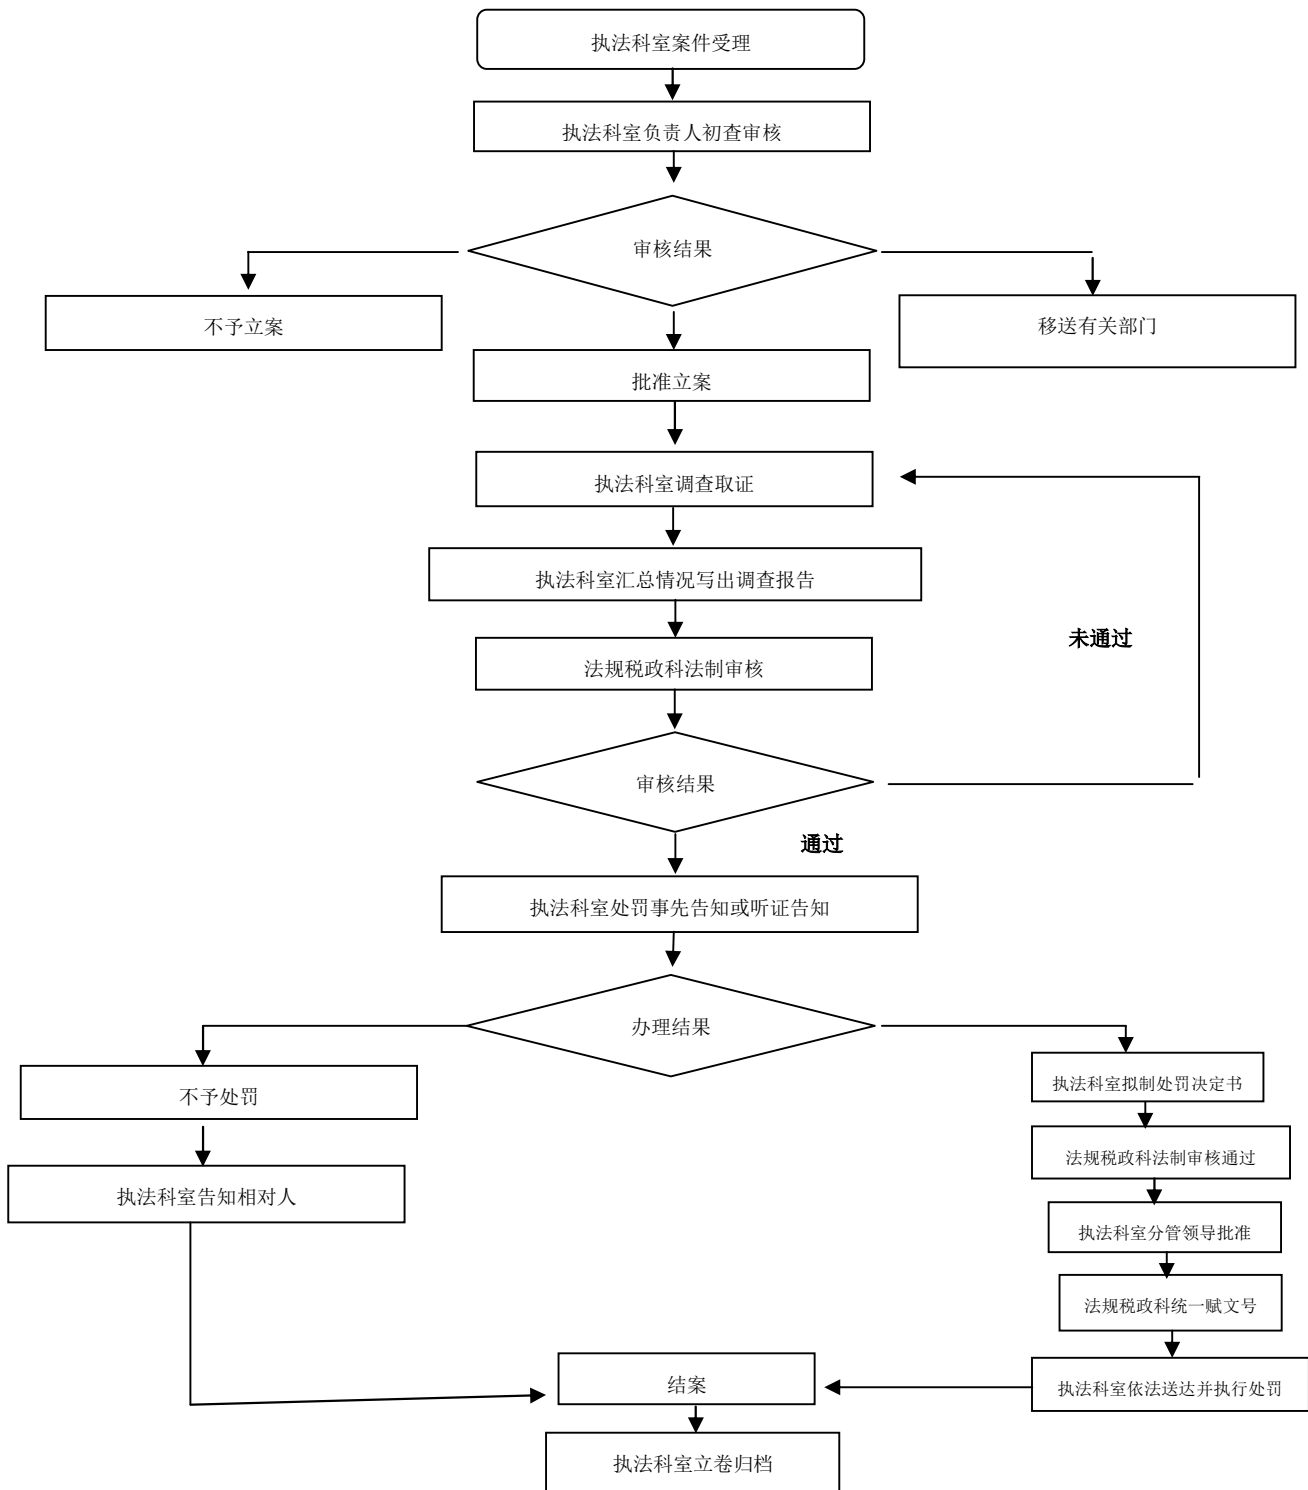 执法科室案件受理
执法科室负责人初查审核
审核结果
不予立案
移送有关部门
批准立案
执法科室调查取证
执法科室汇总情况写出调查报告
未通过
法规税政科法制审核
审核结果
通过
执法科室处罚事先告知或听证告知
办理结果
不予处罚
执法科室拟制处罚决定书
法规税政科法制审核通过
执法科室告知相对人
执法科室分管领导批准
法规税政科统一赋文号
结案
执法科室依法送达并执行处罚
执法科室立卷归档